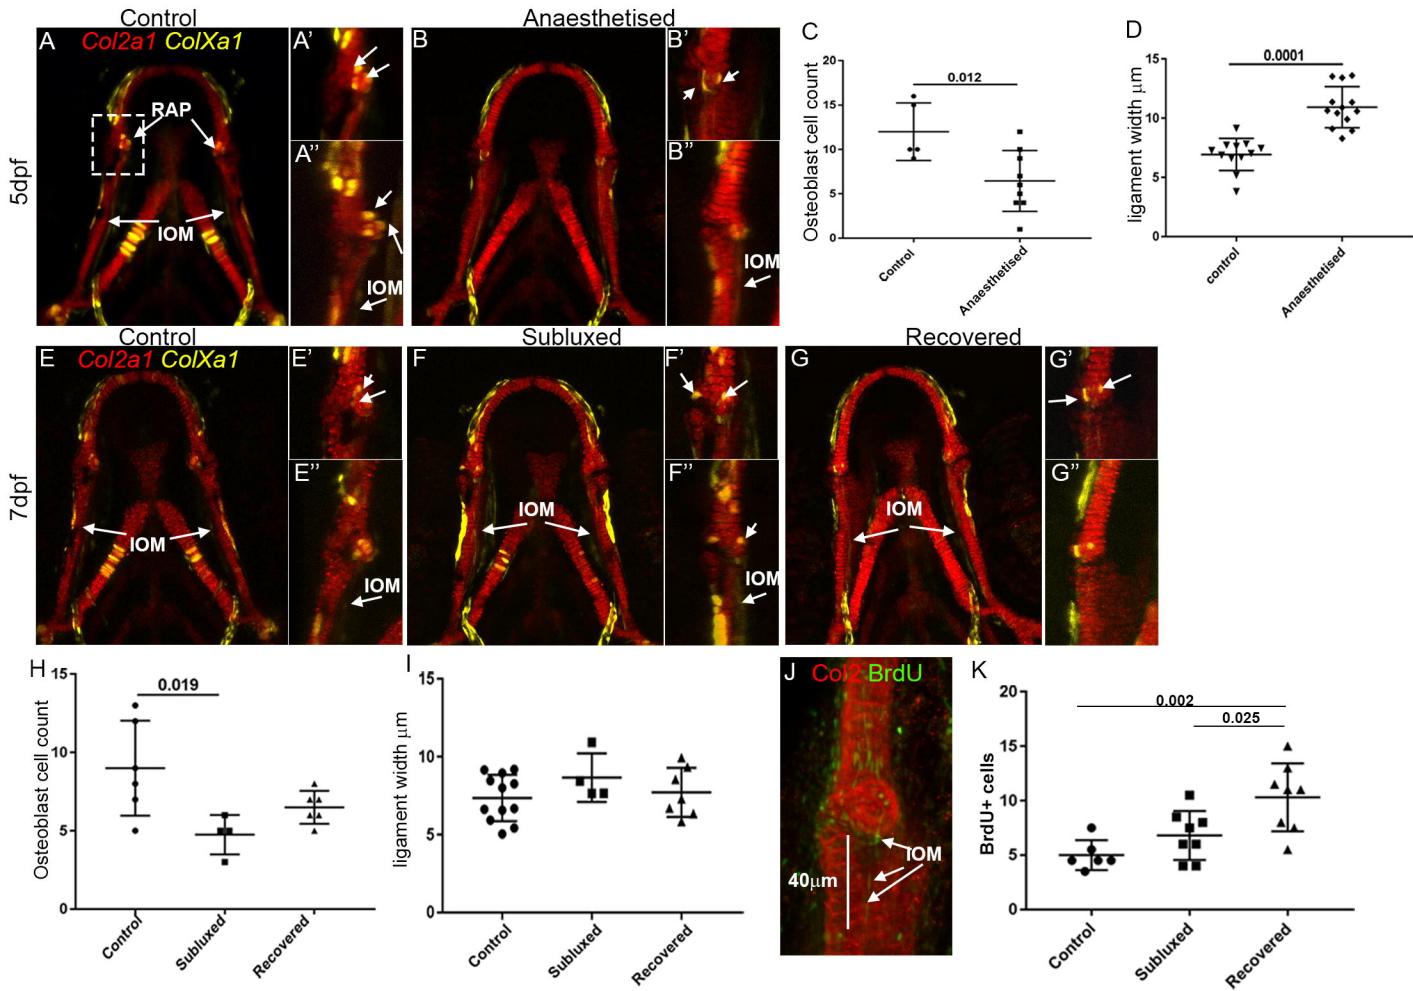 Control
Anaesthetised
5dpf
A
Col2a1 ColXa1
RAP
IOM
A’
A”
IOM
B
B’
B”
IOM
C
Osteoblast cell count
20
15
10
5
0
0.012
Control
Anaesthetised
D
ligament width μm
15
10
5
0
0.0001
control
Anaesthetised
Control
Subluxed
Recovered
7dpf
E
Col2a1 ColXa1
IOM
E’
E”
IOM
F
IOM
F’
F”
IOM
G
IOM
G’
G”
H
Osteoblast cell count
15
10
5
0
0.019
Control
Subluxed
Recovered
I
ligament width μm
15
10
5
0
Control
Subluxed
Recovered
J
Col2 BrdU
IOM
40μm
K
BrdU+ cells
20
15
10
5
0
0.002
0.025
Control
Subluxed
Recovered